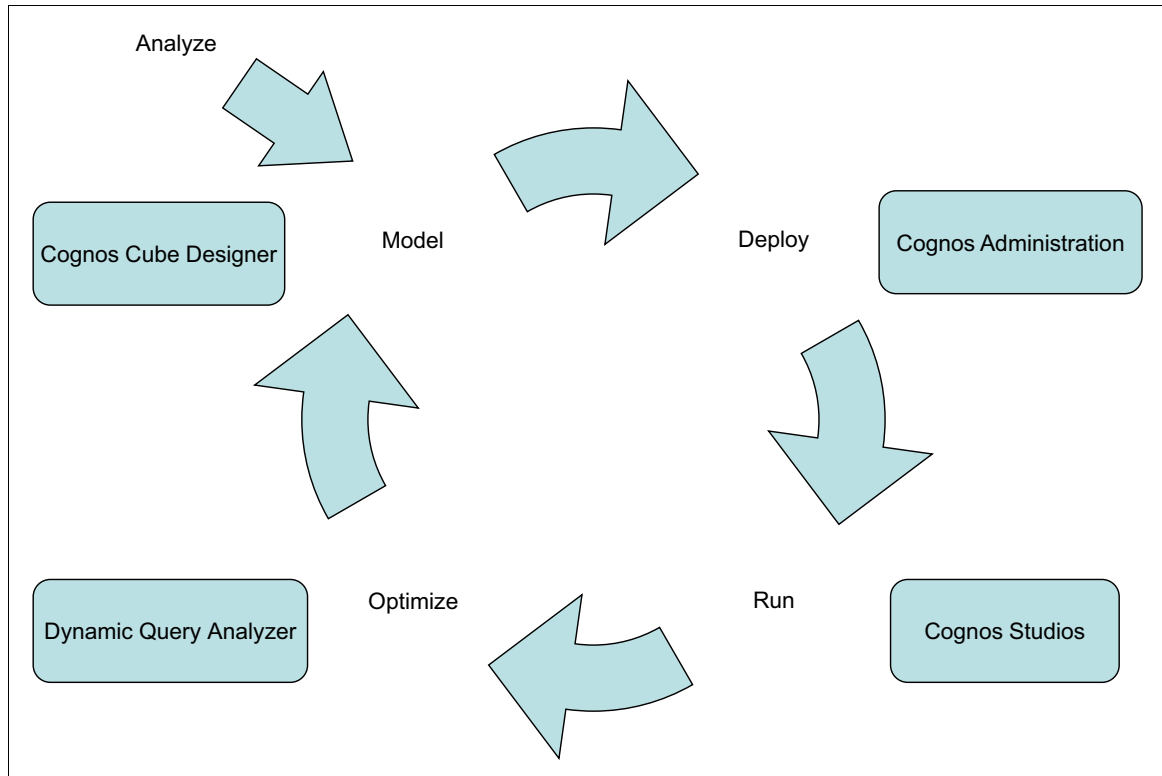 Analyze
Cognos Cube Designer
Model
Deploy
Cognos Administration
Dynamic Query Analyzer
Optimize
Run
Cognos Studios